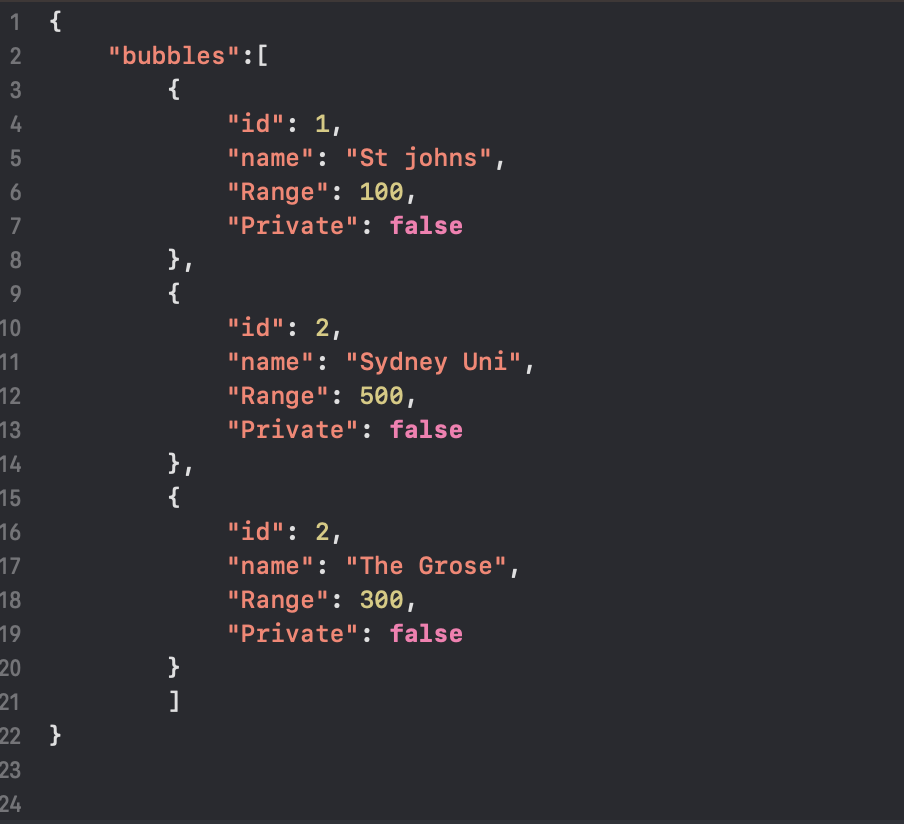 1 {
2     "bubbles":[
3         {
4             "id": 1,
5             "name": "St johns",
6             "Range": 100,
7             "Private": false
8         },
9         {
10             "id": 2,
11             "name": "Sydney Uni",
12             "Range": 500,
13             "Private": false
14         },
15         {
16             "id": 2,
17             "name": "The Grose",
18             "Range": 300,
19             "Private": false
20         }
21         ]
22 }
23
24